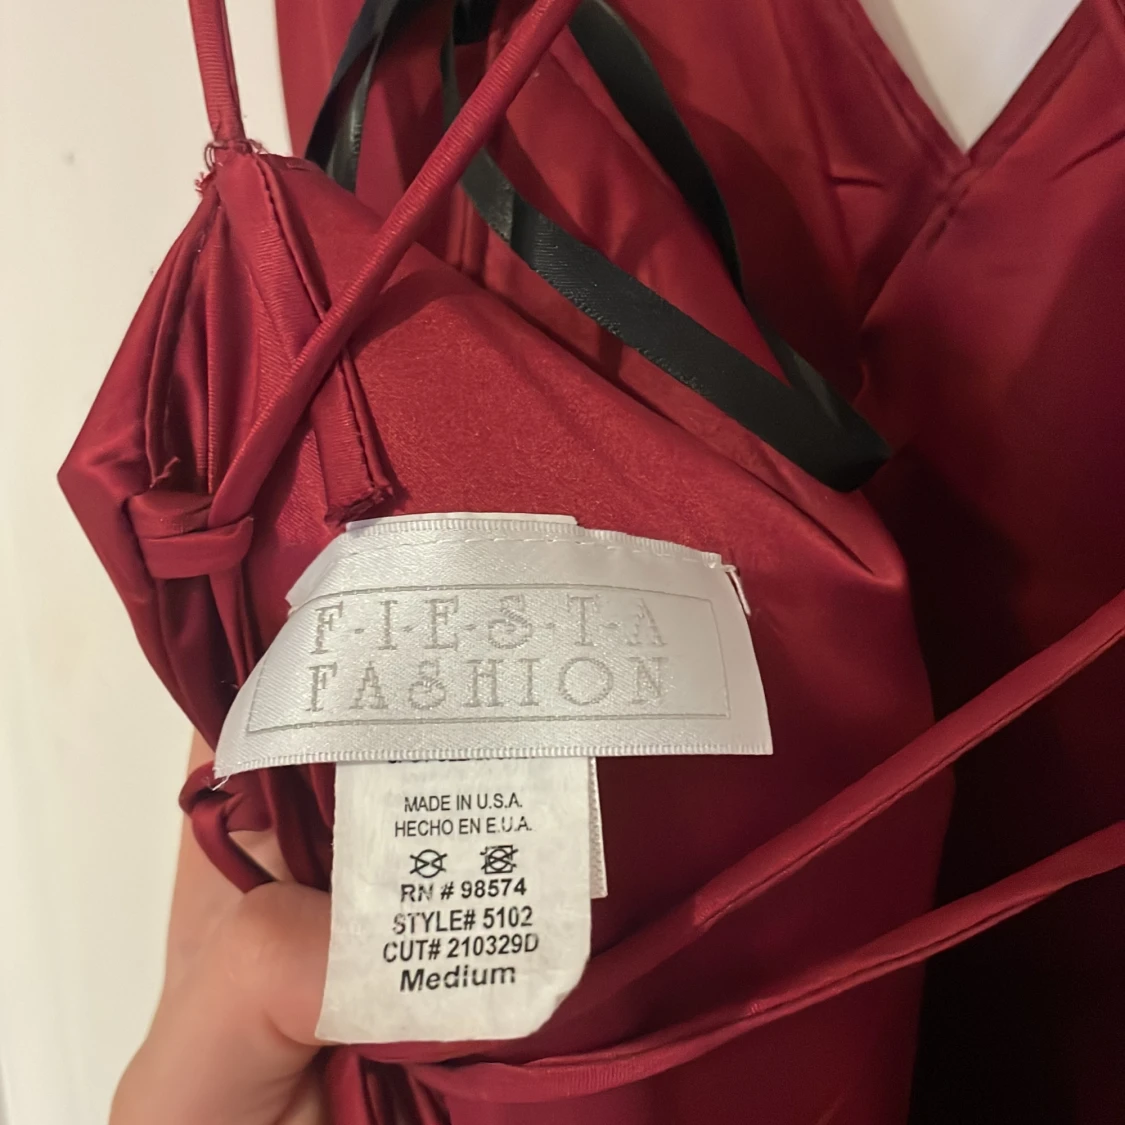 F·I·E·S·T·A
FASHION
MADE IN U.S.A.
HECHO EN E.U.A.
RN # 98574
STYLE# 5102
CUT# 210329D
Medium